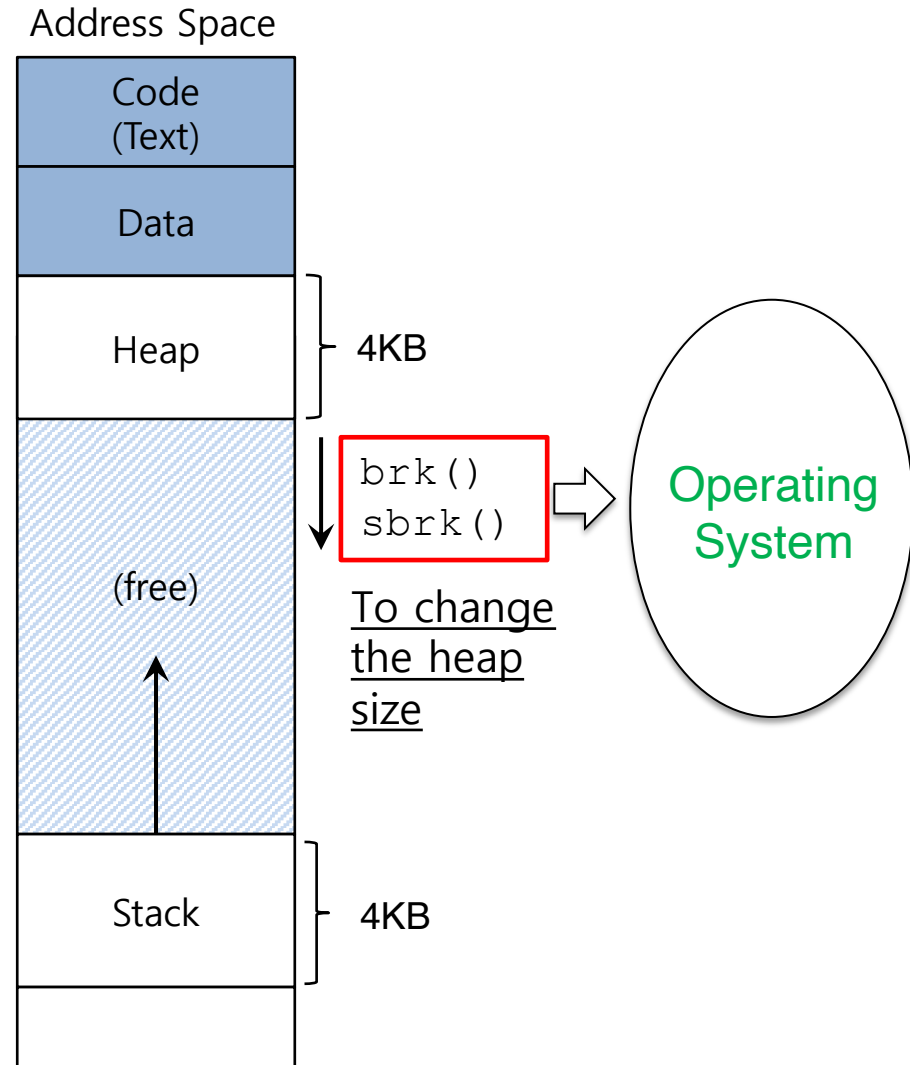 Address Space
Code
(Text)
Data
Heap
4KB
brk()
sbrk()
Operating
System
(free)
To change
the heap
size
Stack
4KB